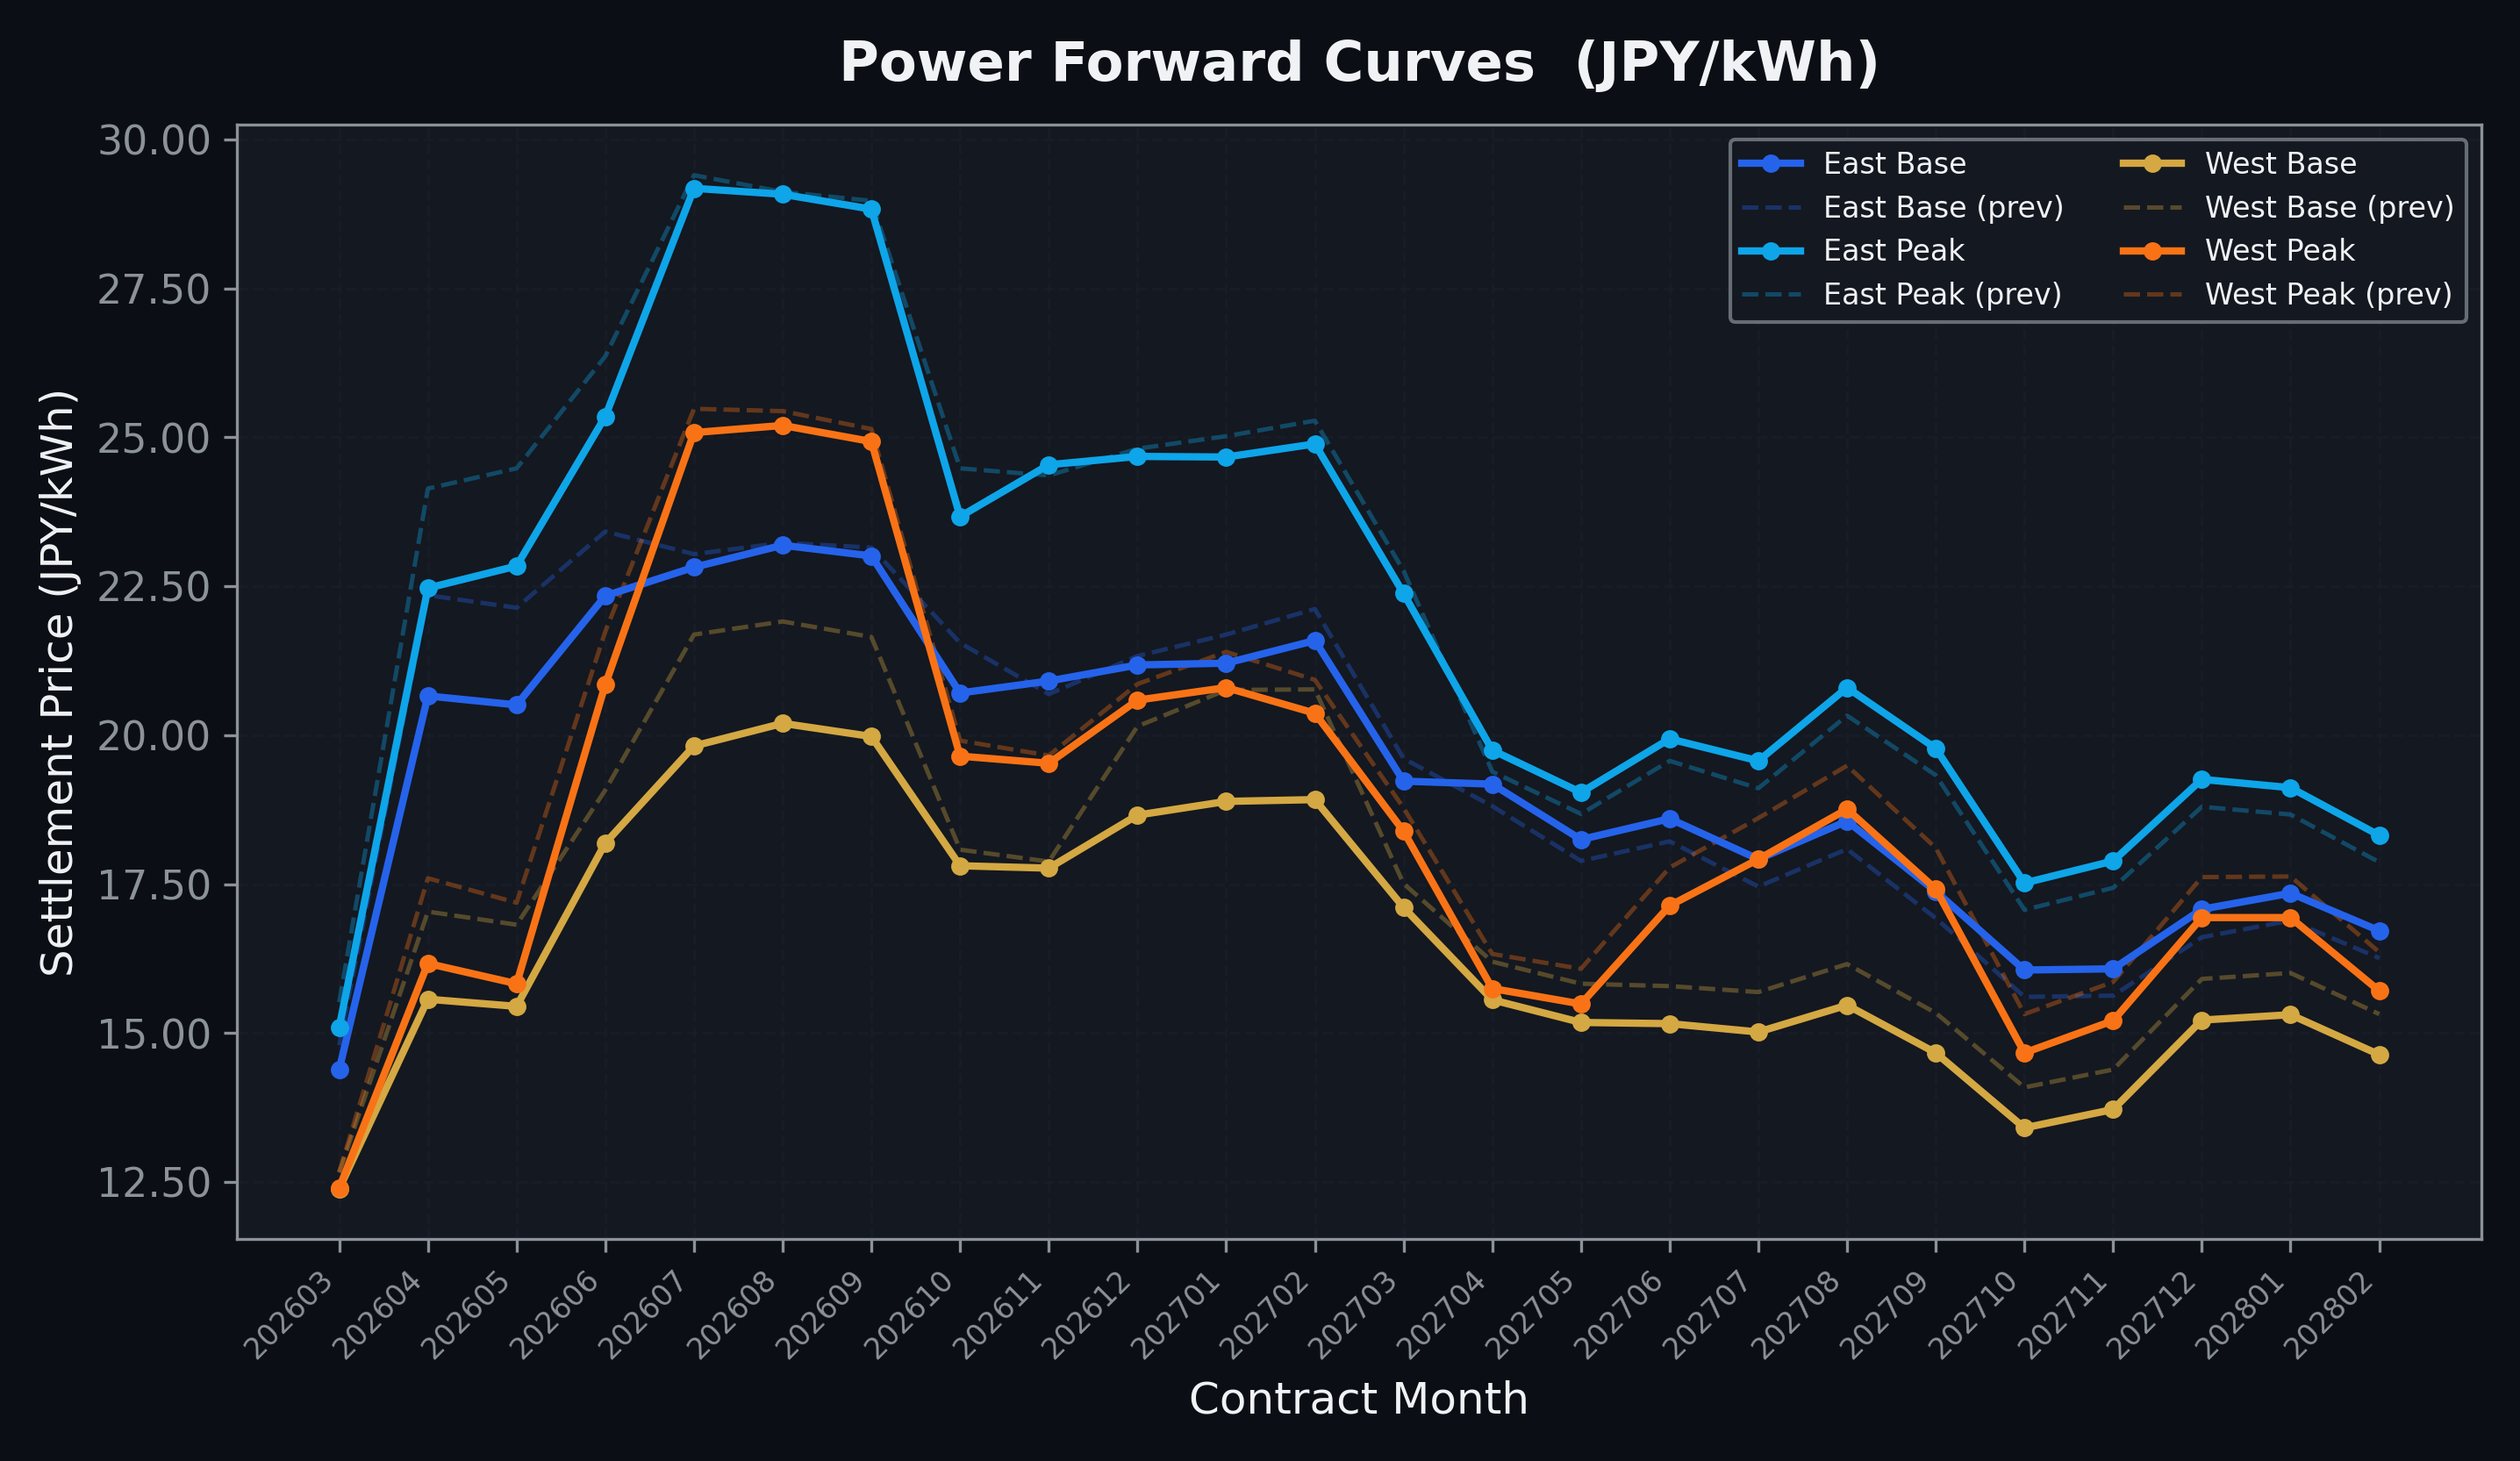 Power Forward Curves (JPY/kWh)
30.00
27.50
25.00
22.50
20.00
17.50
15.00
12.50
Settlement Price (JPY/kWh)
East Base
East Base (prev)
East Peak
East Peak (prev)
West Base
West Base (prev)
West Peak
West Peak (prev)
202603
202604
202605
202606
202607
202608
202609
202610
202611
202612
202701
202702
202703
202704
202705
202706
202707
202708
202709
202710
202711
202712
202801
202802
Contract Month